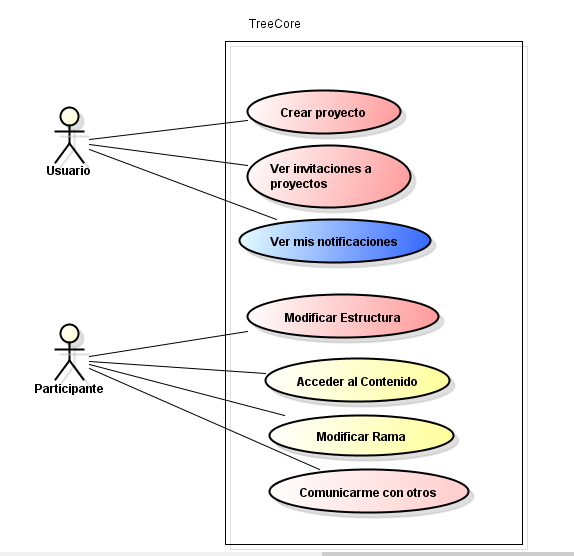 TreeCore
Crear proyecto
Usuario
Ver invitaciones a
proyectos
Ver mis notificaciones
Modificar Estructura
Participante
Acceder al Contenido
Modificar Rama
Comunicarme con otros